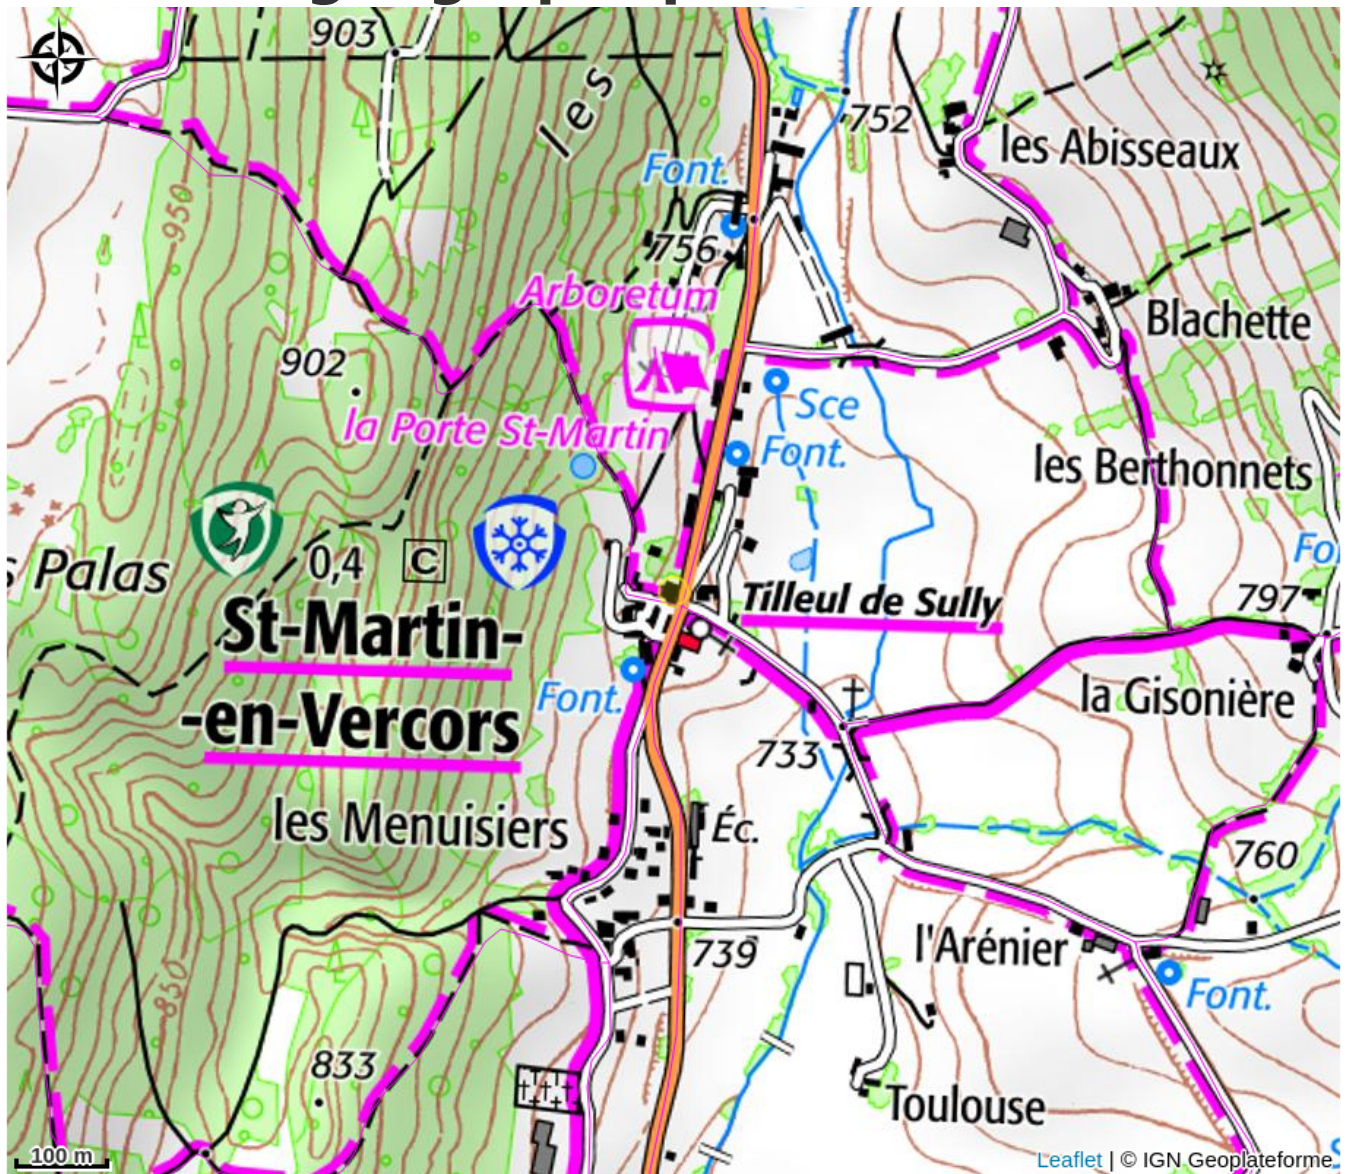 903
les
752
les Abisseaux
Font.
950
756
Arboretum
Blachette
902
Sce
la Porte St-Martin
Font.
les Berthonnets
Fo
s Palas
0,4
C
Tilleul de Sully
797
St-Martin-
-en-Vercors
Font.
la Gisonière
733
les Menuisiers
Éc.
760
l'Arénier
739
850
Font.
833
Toulouse
100 m
Leaflet | © IGN Geoplateforme